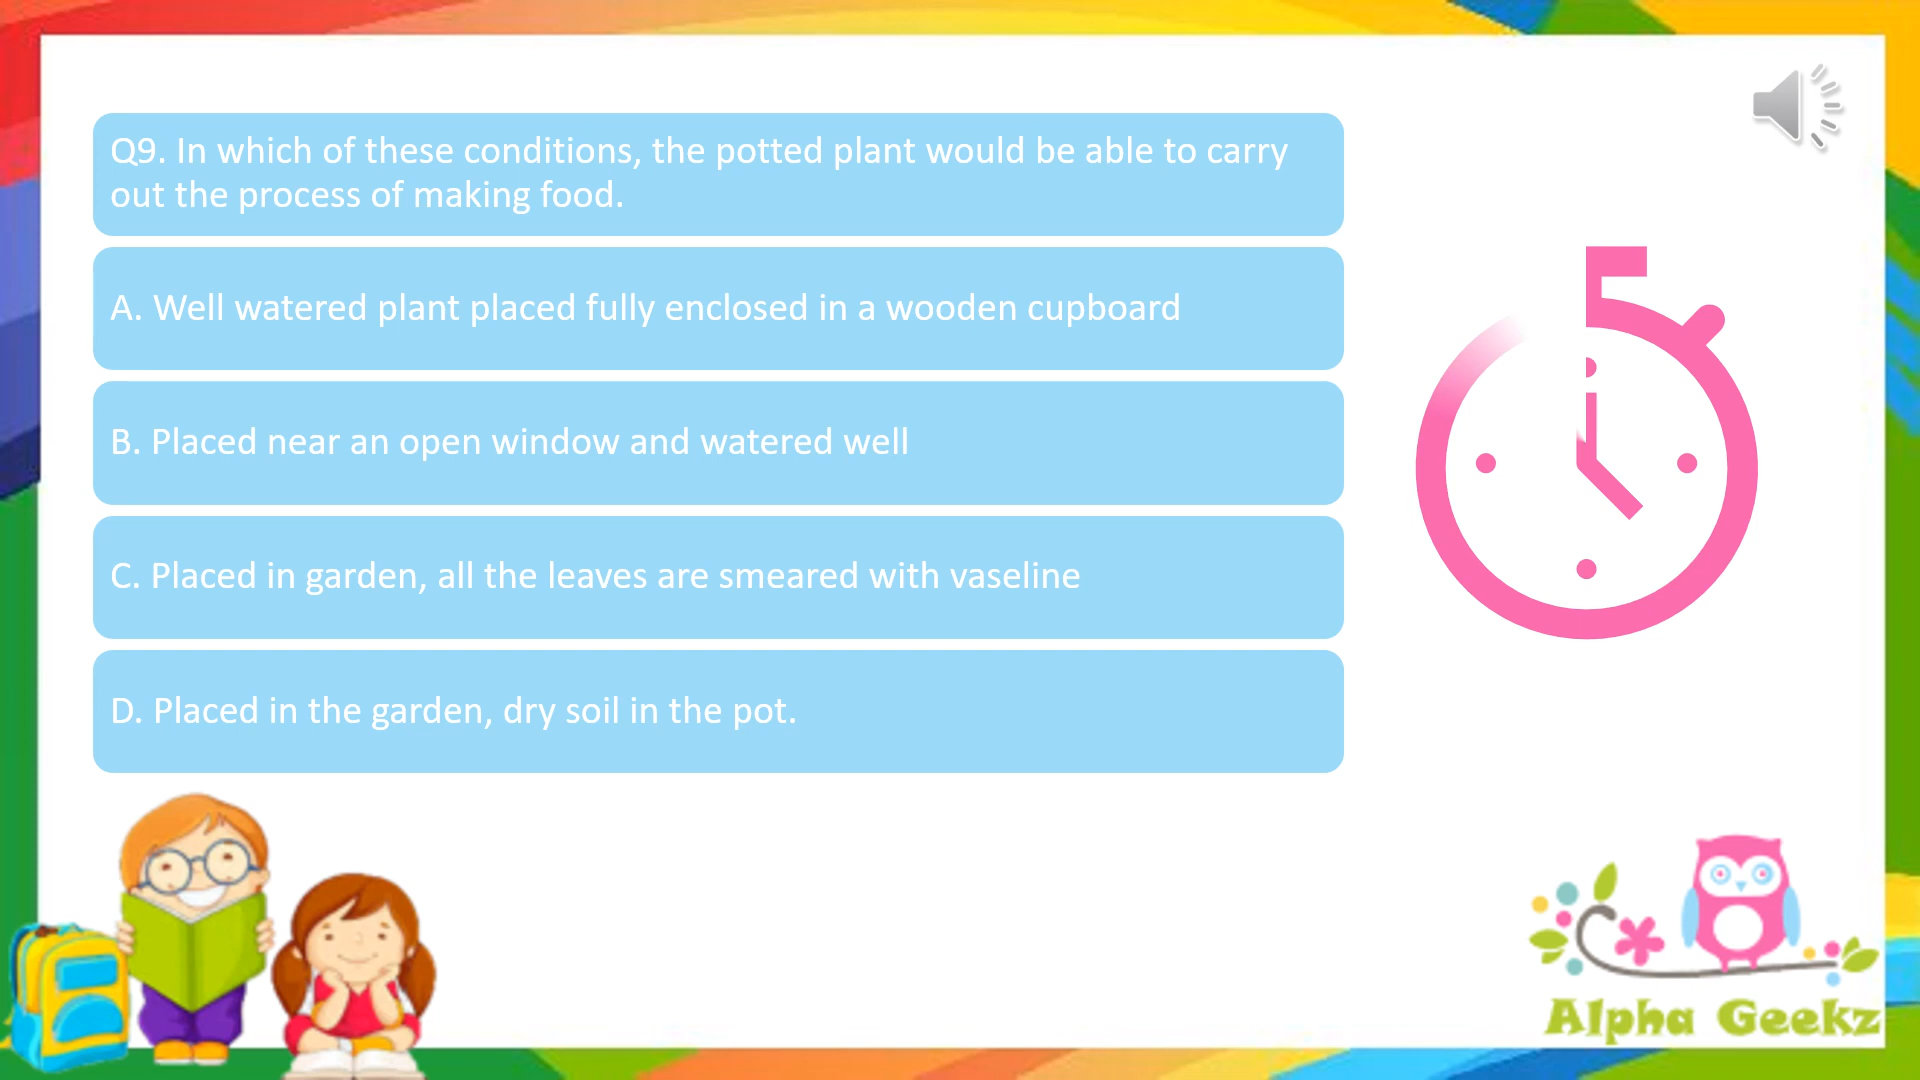 Q9. In which of these conditions, the potted plant would be able to carry
out the process of making food.
A. Well watered plant placed fully enclosed in a wooden cupboard
B. Placed near an open window and watered well
C. Placed in garden, all the leaves are smeared with vaseline
D. Placed in the garden, dry soil in the pot.
Alpha Geekz